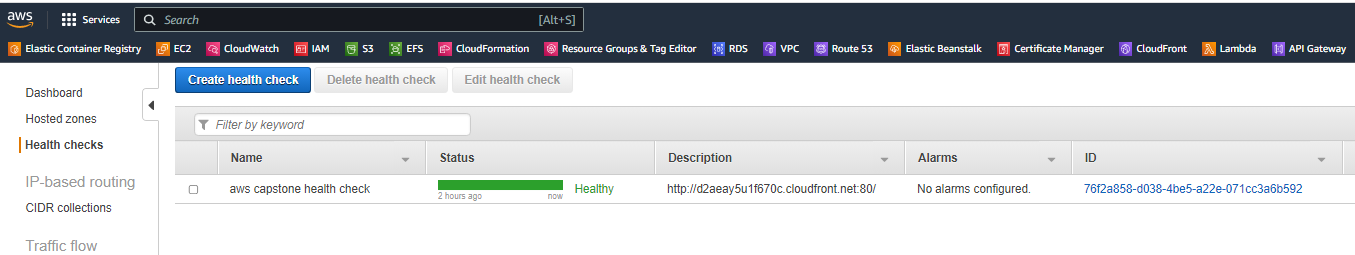 aws Services Search [Alt+S]
Elastic Container Registry EC2 CloudWatch IAM S3 EFS CloudFormation Resource Groups & Tag Editor RDS VPC Route 53 Elastic Beanstalk Certificate Manager CloudFront Lambda API Gateway
Create health check Delete health check Edit health check
Dashboard
Hosted zones
Health checks
IP-based routing
CIDR collections
Traffic flow
Filter by keyword
Name Status Description Alarms ID
aws capstone health check Healthy http://d2aeay5u1f670c.cloudfront.net:80/ No alarms configured. 76f2a858-d038-4be5-a22e-071cc3a6b592
2 hours ago now